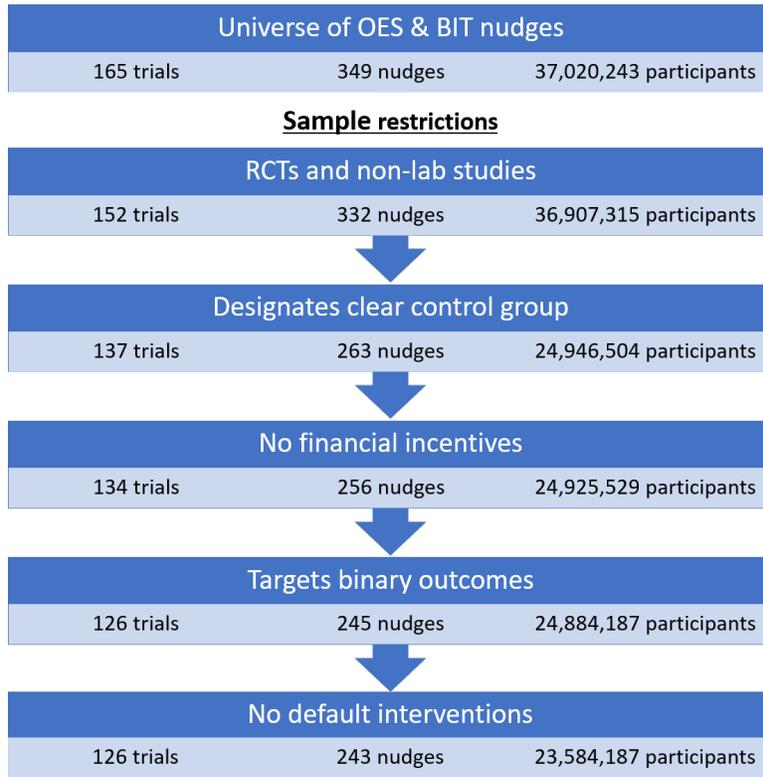 Universe of OES & BIT nudges
165 trials 349 nudges 37,020,243 participants
Sample restrictions
RCTs and non-lab studies
152 trials 332 nudges 36,907,315 participants
Designates clear control group
137 trials 263 nudges 24,946,504 participants
No financial incentives
134 trials 256 nudges 24,925,529 participants
Targets binary outcomes
126 trials 245 nudges 24,884,187 participants
No default interventions
126 trials 243 nudges 23,584,187 participants